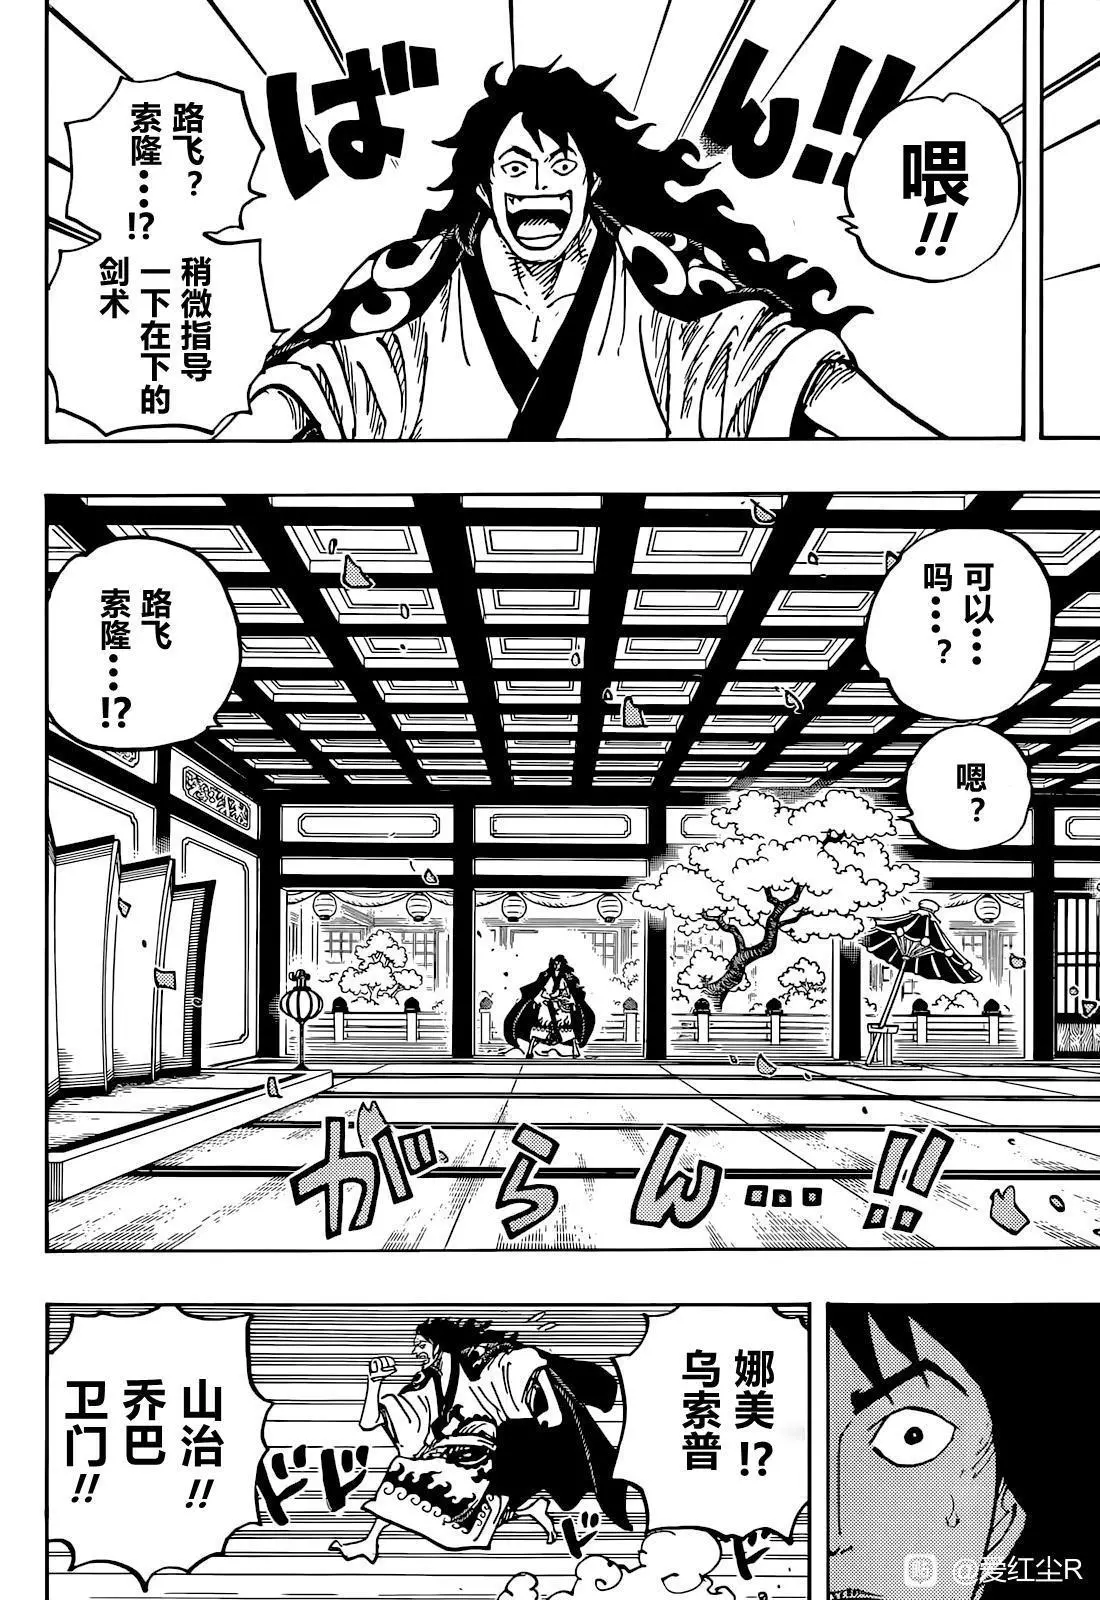 喂!!
ばん!!
路飞?
索隆…!?
稍微指导
一下在下的
剑术
可以…
吗…?
嗯?
路飞
索隆…!?
がらん…!!
娜美!?
乌索普
山治!!
乔巴
卫门!!
ドドド
ドド
@爱红尘R